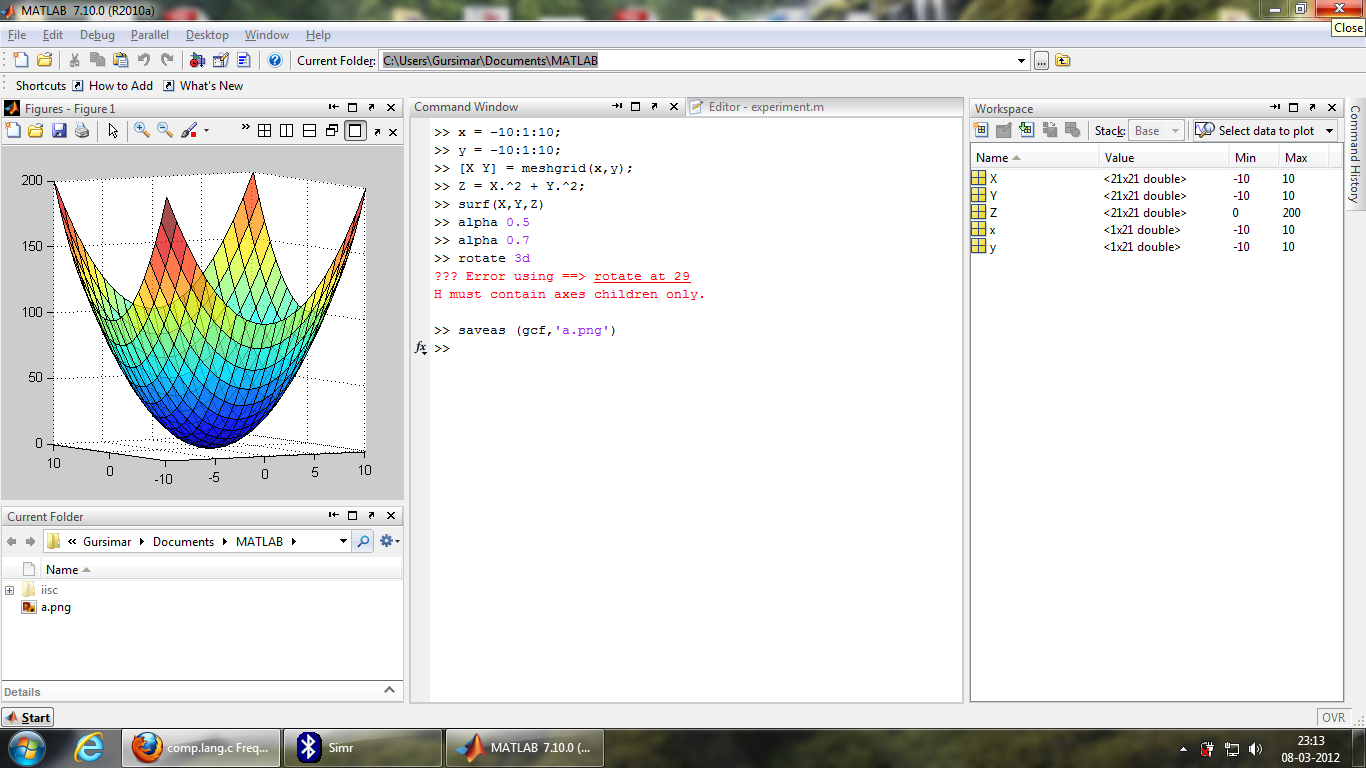 MATLAB 7.10.0 (R2010a)
Close
File Edit Debug Parallel Desktop Window Help
Current Folder: C:\Users\Gursimar\Documents\MATLAB ...
Shortcuts How to Add What's New
Figures - Figure 1
200
150
100
50
0
10 0 -10 -5 0 5 10
Current Folder
« Gursimar Documents MATLAB
Name
iisc
a.png
Details
Command Window
Editor - experiment.m
>> x = -10:1:10;
>> y = -10:1:10;
>> [X Y] = meshgrid(x,y);
>> Z = X.^2 + Y.^2;
>> surf(X,Y,Z)
>> alpha 0.5
>> alpha 0.7
>> rotate 3d
??? Error using ==> rotate at 29
H must contain axes children only.
>> saveas (gcf,'a.png')
fx >>
Workspace
Stack: Base Select data to plot
Name Value Min Max
X <21x21 double> -10 10
Y <21x21 double> -10 10
Z <21x21 double> 0 200
x <1x21 double> -10 10
y <1x21 double> -10 10
Command History
Start
OVR
comp.lang.c Freq...
Simr
MATLAB 7.10.0 (...
23:13
08-03-2012